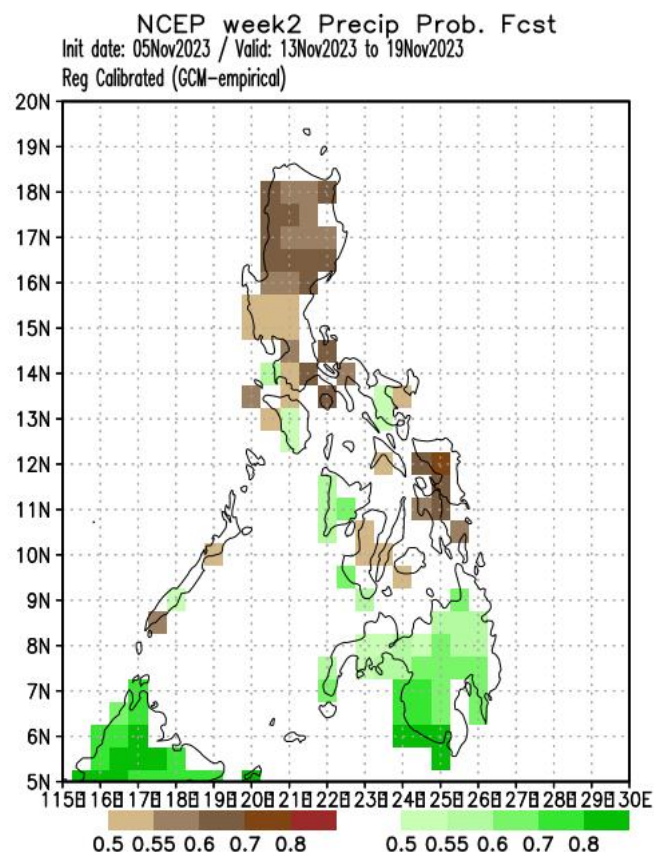 NCEP week2 Precip Prob. Fcst
Init date: 05Nov2023 / Valid: 13Nov2023 to 19Nov2023
Reg Calibrated (GCM-empirical)
20N
19N
18N
17N
16N
15N
14N
13N
12N
11N
10N
9N
8N
7N
6N
5N
130E
0.5 0.55 0.6 0.7 0.8 0.5 0.55 0.6 0.7 0.8